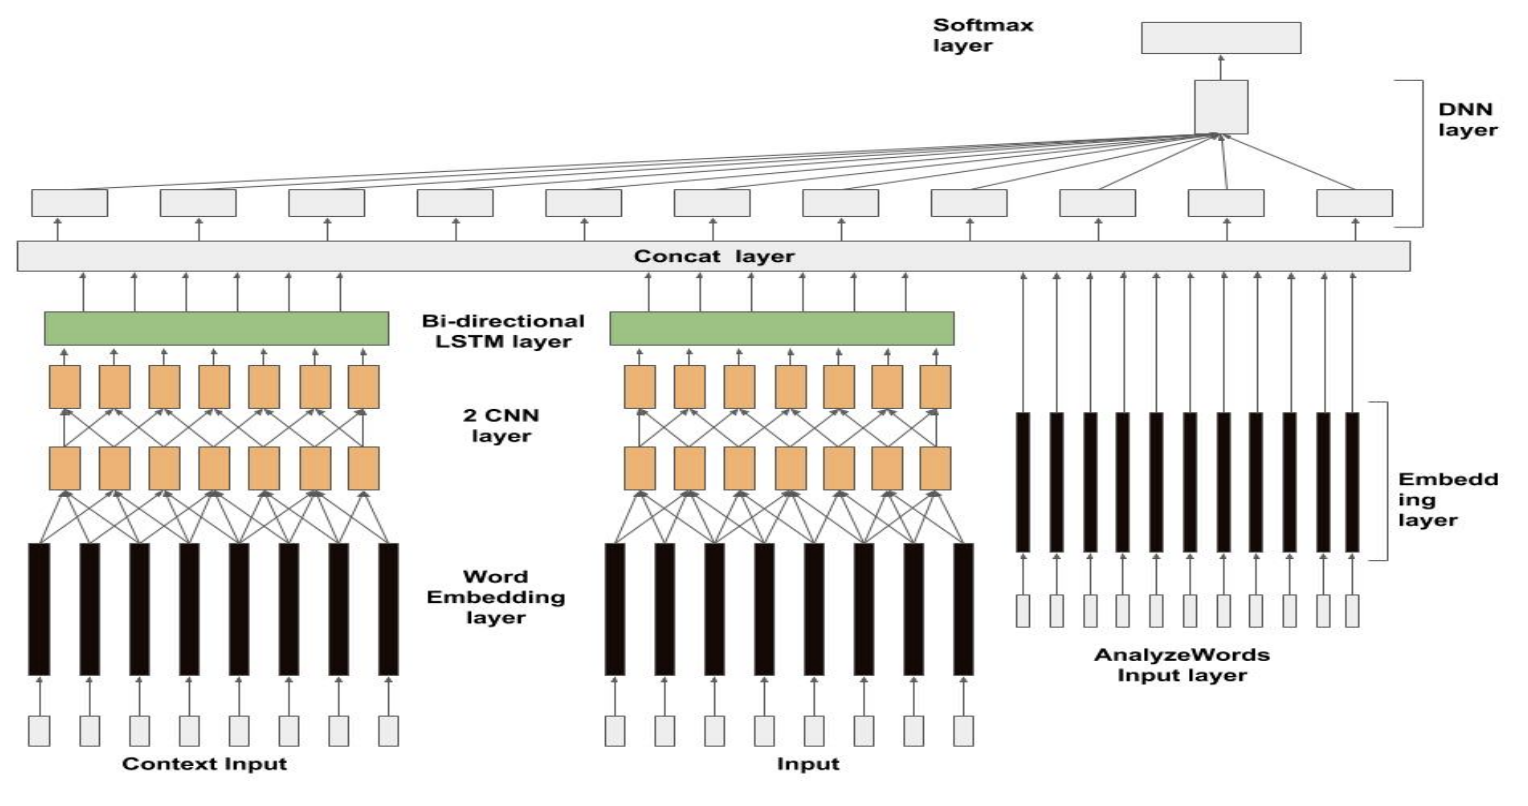 Softmax
layer
DNN
layer
Concat layer
Bi-directional
LSTM layer
2 CNN
layer
Embedd
ing
layer
Word
Embedding
layer
AnalyzeWords
Input layer
Context Input
Input